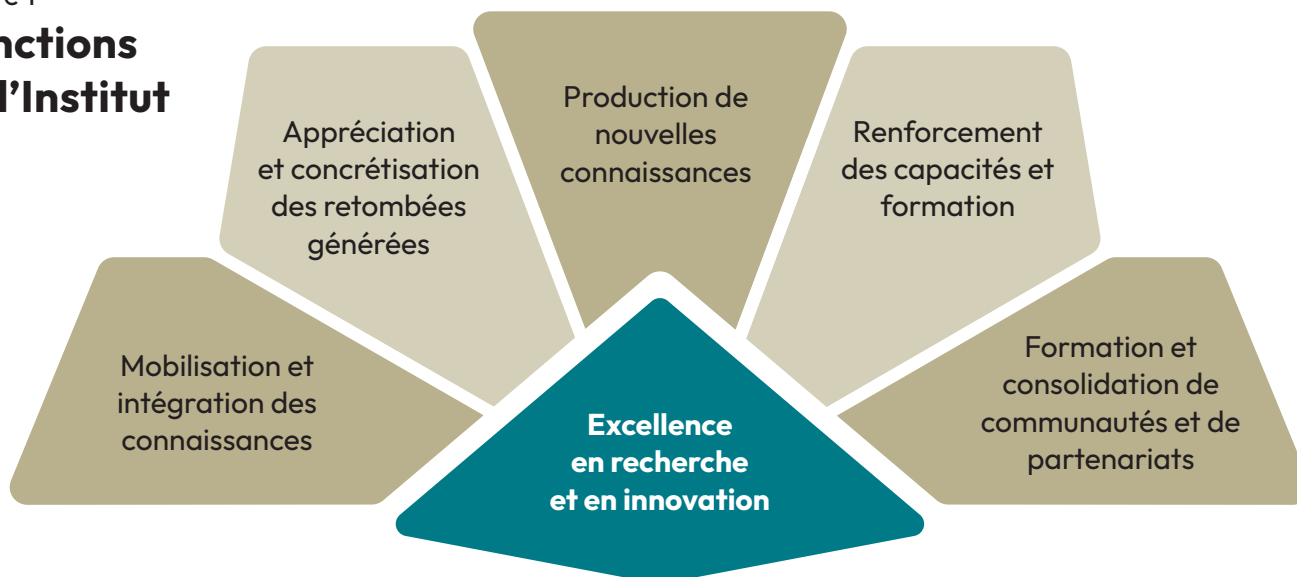 nctions
l'Institut
Production de
nouvelles
connaissances
Appréciation
et concrétisation
des retombées
générées
Renforcement
des capacités et
formation
Mobilisation et
intégration des
connaissances
Formation et
consolidation de
communautés et de
partenariats
Excellence
en recherche
et en innovation